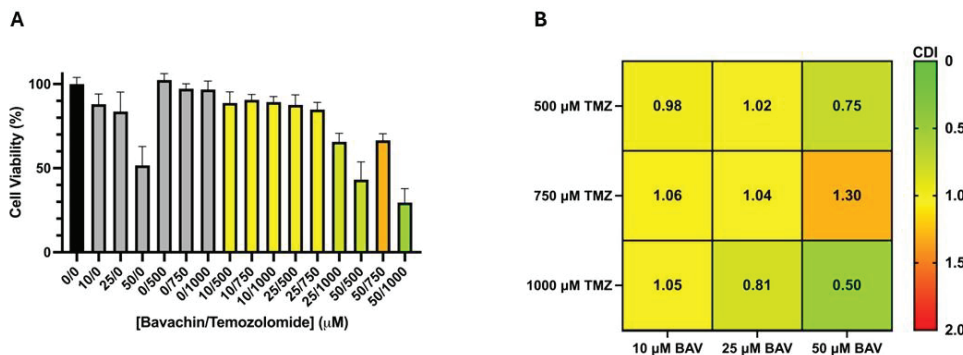 A
Cell Viability (%)
100
50
0
0/0
10/0
25/0
50/0
0/500
0/750
0/1000
10/500
10/750
10/1000
25/500
25/750
25/1000
50/500
50/750
50/1000
[Bavachin/Temozolomide] (μM)
B
CDI
500 μM TMZ
0.98 1.02 0.75
750 μM TMZ
1.06 1.04 1.30
1000 μM TMZ
1.05 0.81 0.50
10 μM BAV 25 μM BAV 50 μM BAV
0
0.5
1.0
1.5
2.0